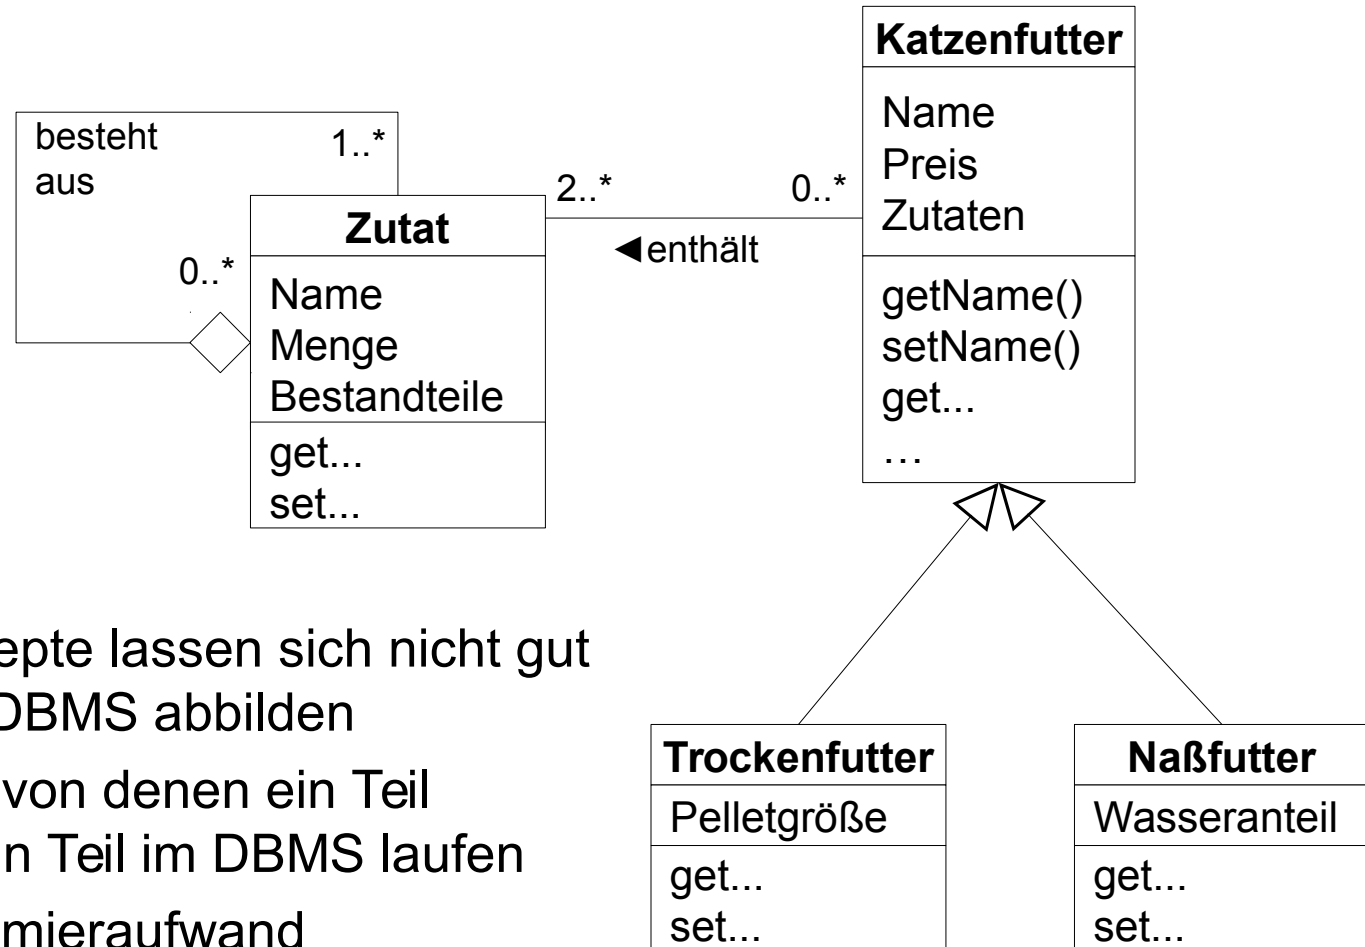 Katzenfutter
Name
Preis
Zutaten
getName()
setName()
get...
...
besteht
aus
1..*
0..*
2..*
0..*
◄enthält
Zutat
Name
Menge
Bestandteile
get...
set...
epte lassen sich nicht gut
DBMS abbilden
von denen ein Teil
n Teil im DBMS laufen
mieraufwand
Trockenfutter
Pelletgröße
get...
set...
Naßfutter
Wasseranteil
get...
set...